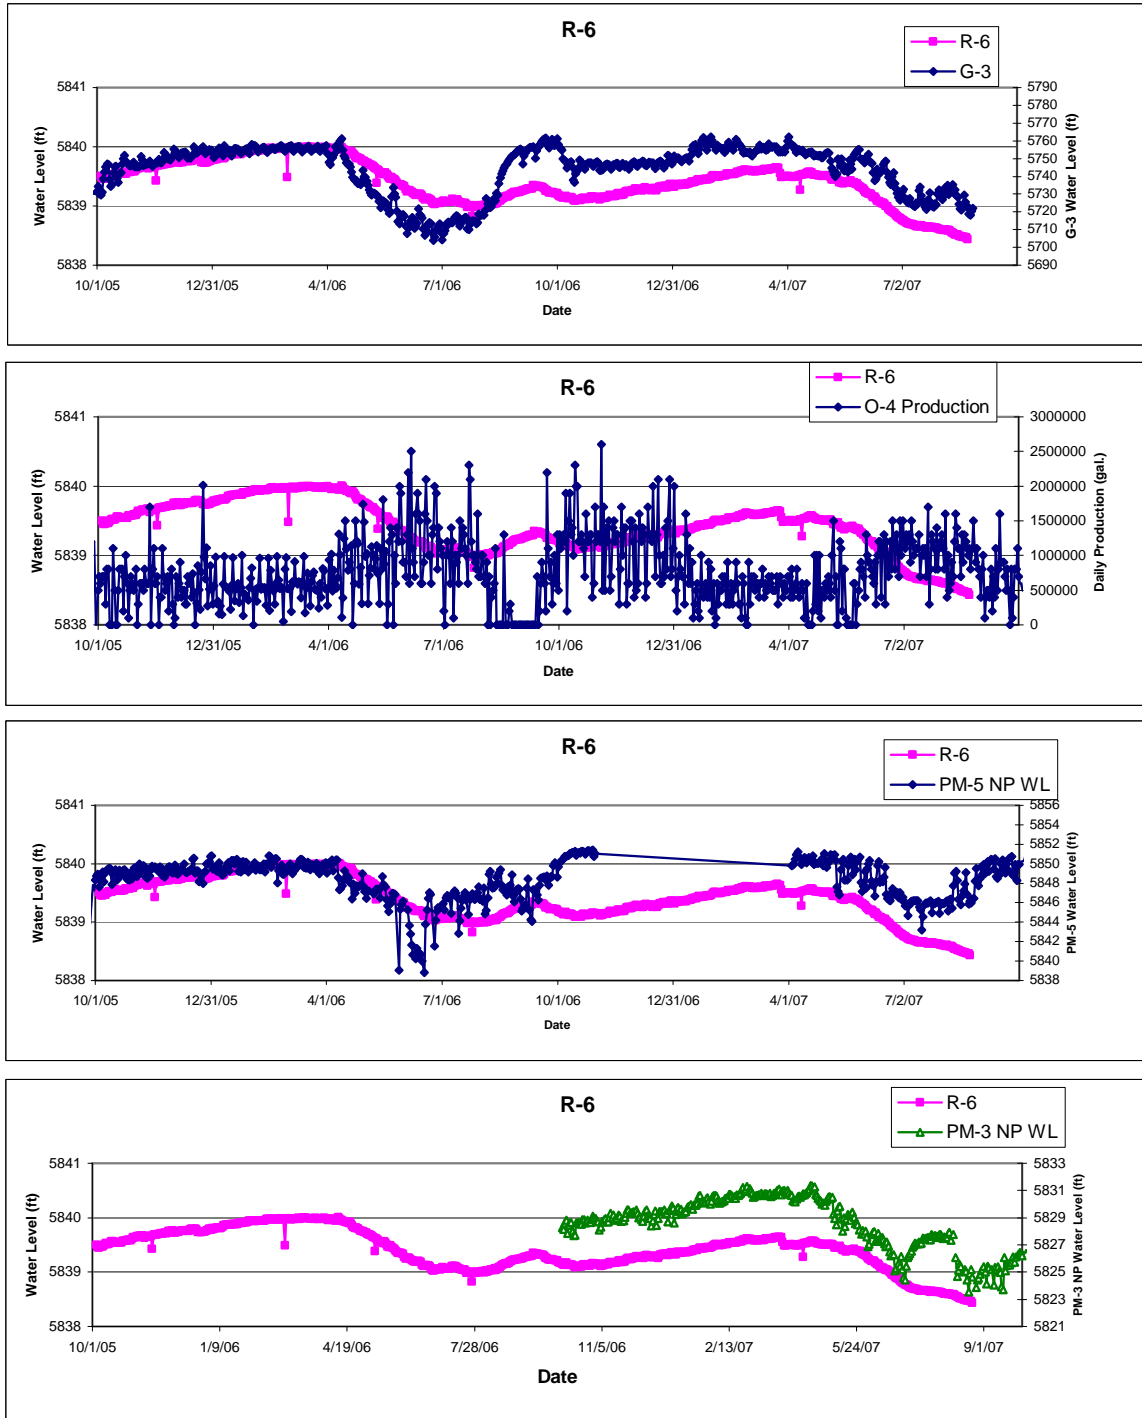 R-6
R-6
G-3
5841
5840
5839
5838
Water Level (ft)
5790
5780
5770
5760
5750
5740
5730
5720
5710
5700
5690
G-3 Water Level (ft)
10/1/05 12/31/05 4/1/06 7/1/06 10/1/06 12/31/06 4/1/07 7/2/07
Date
R-6
R-6
O-4 Production
5841
5840
5839
5838
Water Level (ft)
3000000
2500000
2000000
1500000
1000000
500000
0
Daily Production (gal.)
10/1/05 12/31/05 4/1/06 7/1/06 10/1/06 12/31/06 4/1/07 7/2/07
Date
R-6
R-6
PM-5 NP WL
5841
5840
5839
5838
Water Level (ft)
5856
5854
5852
5850
5848
5846
5844
5842
5840
5838
PM-5 Water Level (ft)
10/1/05 12/31/05 4/1/06 7/1/06 10/1/06 12/31/06 4/1/07 7/2/07
Date
R-6
R-6
PM-3 NP WL
5841
5840
5839
5838
Water Level (ft)
5833
5831
5829
5827
5825
5823
5821
PM-3 NP Water Level (ft)
10/1/05 1/9/06 4/19/06 7/28/06 11/5/06 2/13/07 5/24/07 9/1/07
Date